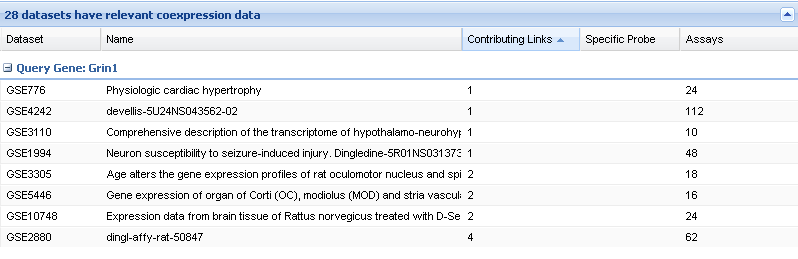 28 datasets have relevant coexpression data
Dataset Name Contributing Links Specific Probe Assays
Query Gene: Grin1
GSE776 Physiologic cardiac hypertrophy 1 24
GSE4242 devellis-5U24NS043562-02 1 112
GSE3110 Comprehensive description of the transcriptome of hypothalamo-neurohyp 1 10
GSE1994 Neuron susceptibility to seizure-induced injury. Dingledine-5R01NS031373 1 48
GSE3305 Age alters the gene expression profiles of rat oculomotor nucleus and spi 2 18
GSE5446 Gene expression of organ of Corti (OC), modiolus (MOD) and stria vascula 2 16
GSE10748 Expression data from brain tissue of Rattus norvegicus treated with D-Se 2 24
GSE2880 dingl-affy-rat-50847 4 62